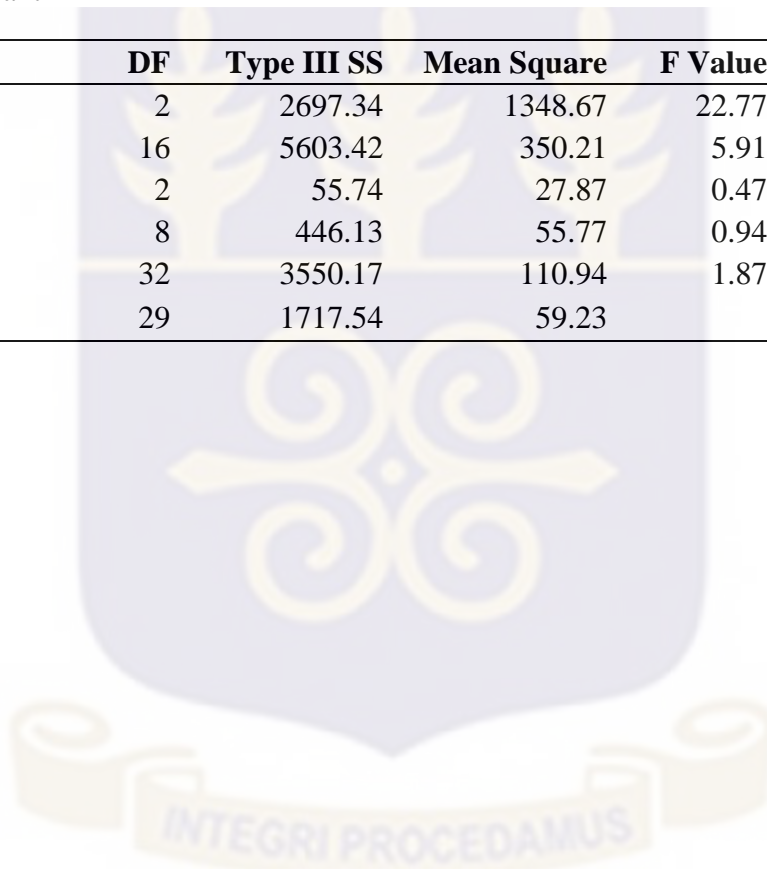 DF Type III SS Mean Square F Value
2 2697.34 1348.67 22.77
16 5603.42 350.21 5.91
2 55.74 27.87 0.47
8 446.13 55.77 0.94
32 3550.17 110.94 1.87
29 1717.54 59.23
INTEGRI PROCEDAMUS